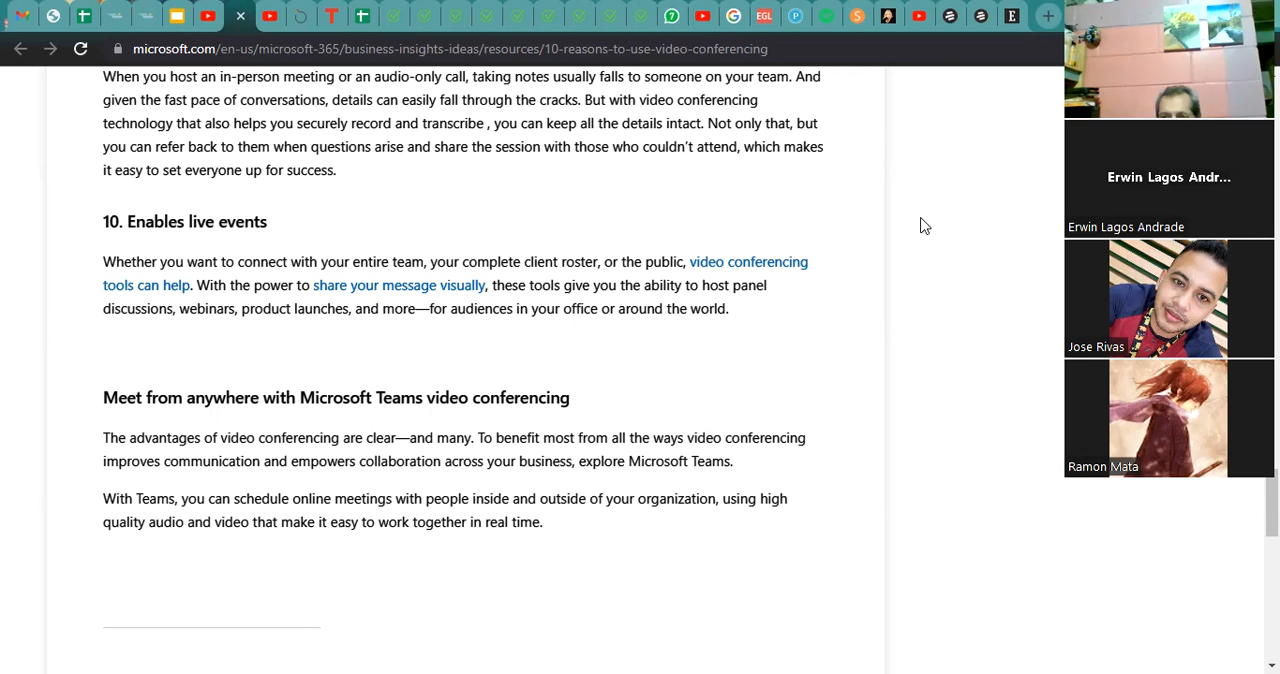 microsoft.com/en-us/microsoft-365/business-insights-ideas/resources/10-reasons-to-use-video-conferencing
When you host an in-person meeting or an audio-only call, taking notes usually falls to someone on your team. And
given the fast pace of conversations, details can easily fall through the cracks. But with video conferencing
technology that also helps you securely record and transcribe , you can keep all the details intact. Not only that, but
you can refer back to them when questions arise and share the session with those who couldn't attend, which makes
it easy to set everyone up for success.
10. Enables live events
Whether you want to connect with your entire team, your complete client roster, or the public, video conferencing
tools can help. With the power to share your message visually, these tools give you the ability to host panel
discussions, webinars, product launches, and more—for audiences in your office or around the world.
Meet from anywhere with Microsoft Teams video conferencing
The advantages of video conferencing are clear—and many. To benefit most from all the ways video conferencing
improves communication and empowers collaboration across your business, explore Microsoft Teams.
With Teams, you can schedule online meetings with people inside and outside of your organization, using high
quality audio and video that make it easy to work together in real time.
Erwin Lagos Andr...
Erwin Lagos Andrade
Jose Rivas
Ramon Mata
EGL